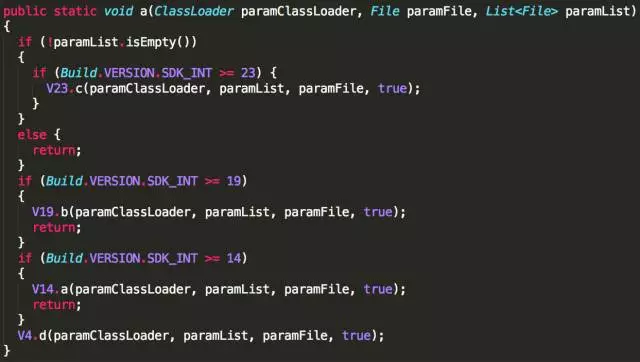 public static void a(ClassLoader paramClassLoader, File paramFile, List<File> paramList)
{
  if (!paramList.isEmpty())
  {
    if (Build.VERSION.SDK_INT >= 23) {
      V23.c(paramClassLoader, paramList, paramFile, true);
    }
  }
  else {
    return;
  }
  if (Build.VERSION.SDK_INT >= 19)
  {
    V19.b(paramClassLoader, paramList, paramFile, true);
    return;
  }
  if (Build.VERSION.SDK_INT >= 14)
  {
    V14.a(paramClassLoader, paramList, paramFile, true);
    return;
  }
  V4.d(paramClassLoader, paramList, paramFile, true);
}